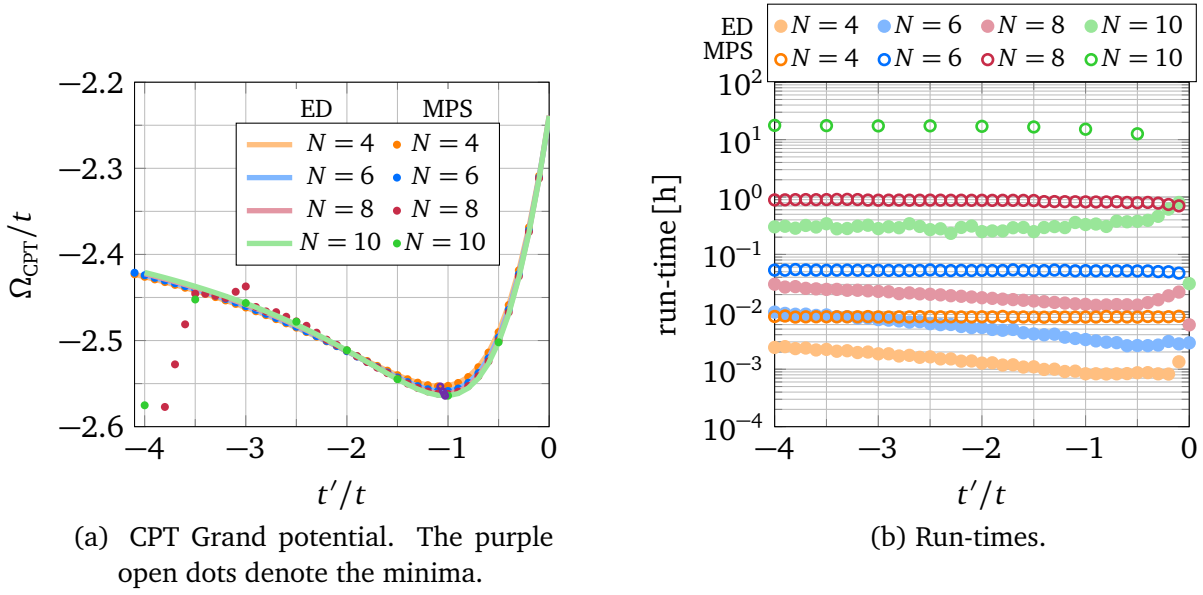 −2.2
−2.3
−2.4
−2.5
−2.6
−4
−3
−2
−1
0
Ω_CPT/t
t′/t
ED MPS
N = 4 N = 4
N = 6 N = 6
N = 8 N = 8
N = 10 N = 10
(a) CPT Grand potential. The purple
open dots denote the minima.
ED N = 4 N = 6 N = 8 N = 10
MPS N = 4 N = 6 N = 8 N = 10
10^2
10^1
10^0
10^−1
10^−2
10^−3
10^−4
−4
−3
−2
−1
0
run-time [h]
t′/t
(b) Run-times.